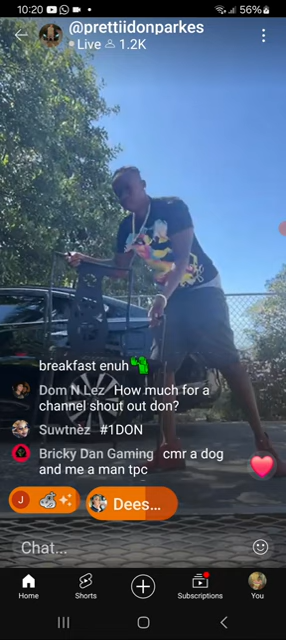 10:20
56%
@prettiidonparkes
Live 1.2K
breakfast enuh
Dom N Lez How much for a
channel shout out don?
Suwtnez #1DON
Bricky Dan Gaming cmr a dog
and me a man tpc
J
Dees...
Chat...
Home Shorts Subscriptions You